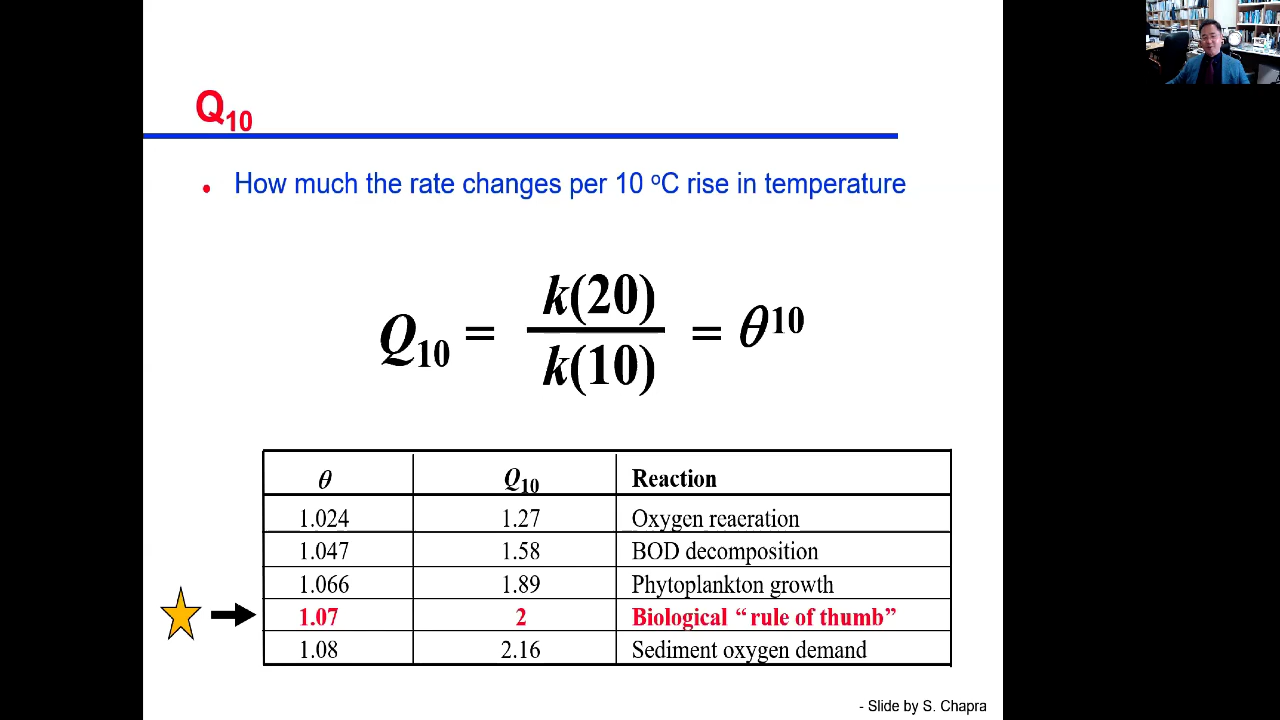 Q10
• How much the rate changes per 10 °C rise in temperature
Q10 = k(20) / k(10) = θ^10
θ Q10 Reaction
1.024 1.27 Oxygen reaeration
1.047 1.58 BOD decomposition
1.066 1.89 Phytoplankton growth
1.07 2 Biological “rule of thumb”
1.08 2.16 Sediment oxygen demand
- Slide by S. Chapra